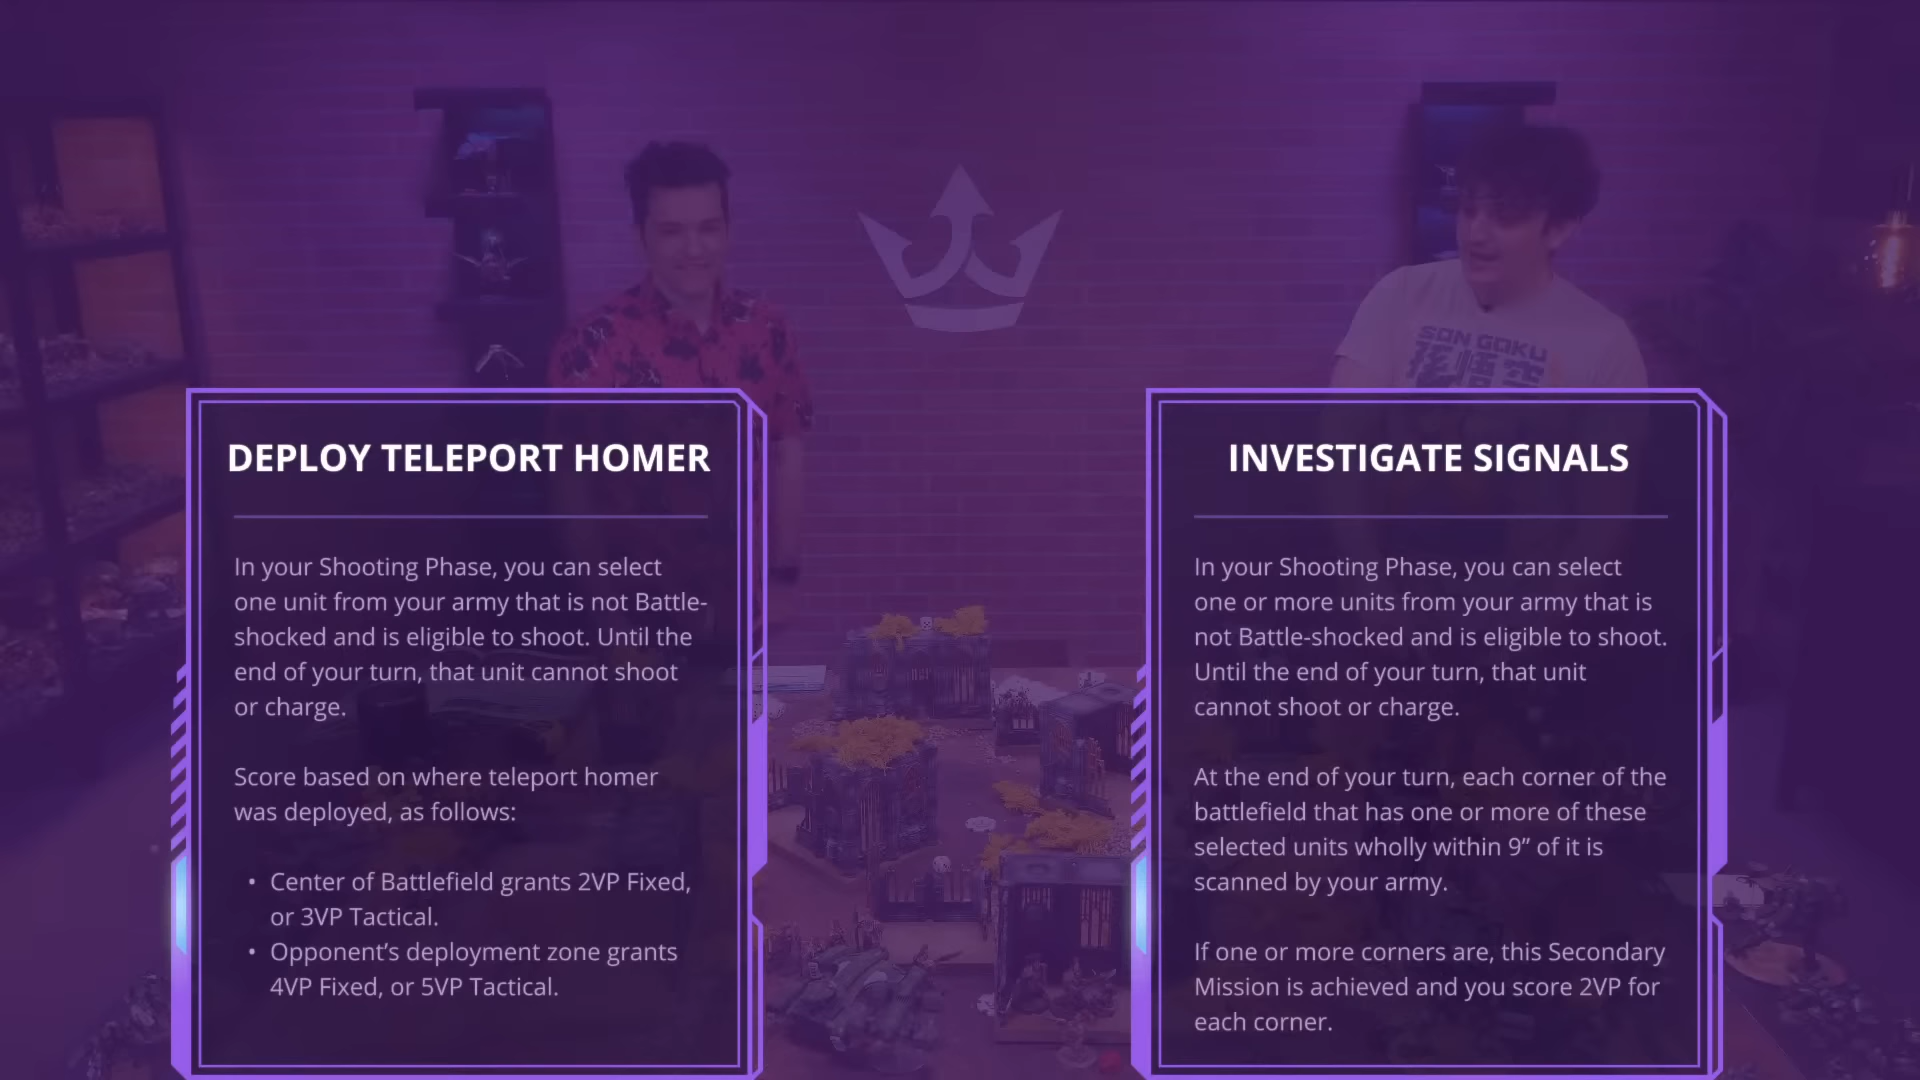 SON GOKU
孫悟空
DEPLOY TELEPORT HOMER
In your Shooting Phase, you can select
one unit from your army that is not Battle-
shocked and is eligible to shoot. Until the
end of your turn, that unit cannot shoot
or charge.
Score based on where teleport homer
was deployed, as follows:
• Center of Battlefield grants 2VP Fixed,
or 3VP Tactical.
• Opponent’s deployment zone grants
4VP Fixed, or 5VP Tactical.
INVESTIGATE SIGNALS
In your Shooting Phase, you can select
one or more units from your army that is
not Battle-shocked and is eligible to shoot.
Until the end of your turn, that unit
cannot shoot or charge.
At the end of your turn, each corner of the
battlefield that has one or more of these
selected units wholly within 9” of it is
scanned by your army.
If one or more corners are, this Secondary
Mission is achieved and you score 2VP for
each corner.